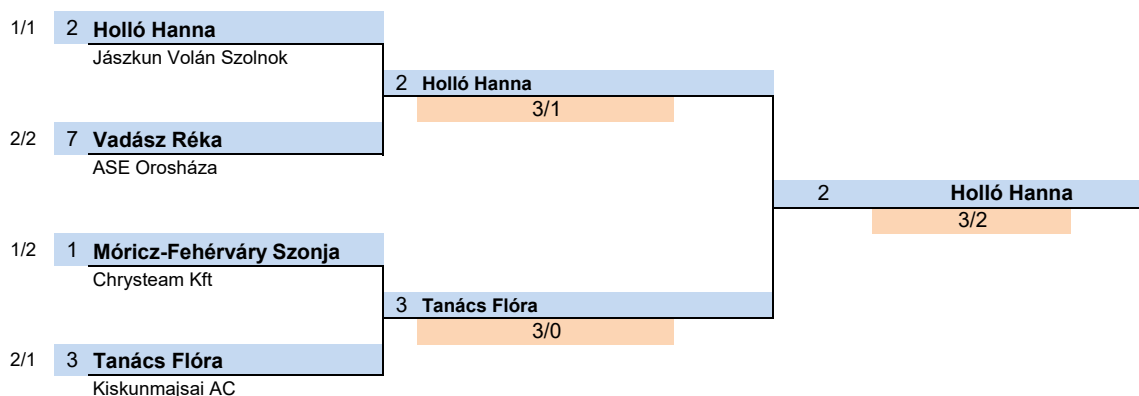 1/1 2 Holló Hanna
Jászkun Volán Szolnok
2 Holló Hanna
3/1
2/2 7 Vadász Réka
ASE Orosháza
2 Holló Hanna
3/2
1/2 1 Móricz-Fehérváry Szonja
Chrysteam Kft
3 Tanács Flóra
3/0
2/1 3 Tanács Flóra
Kiskunmajsai AC